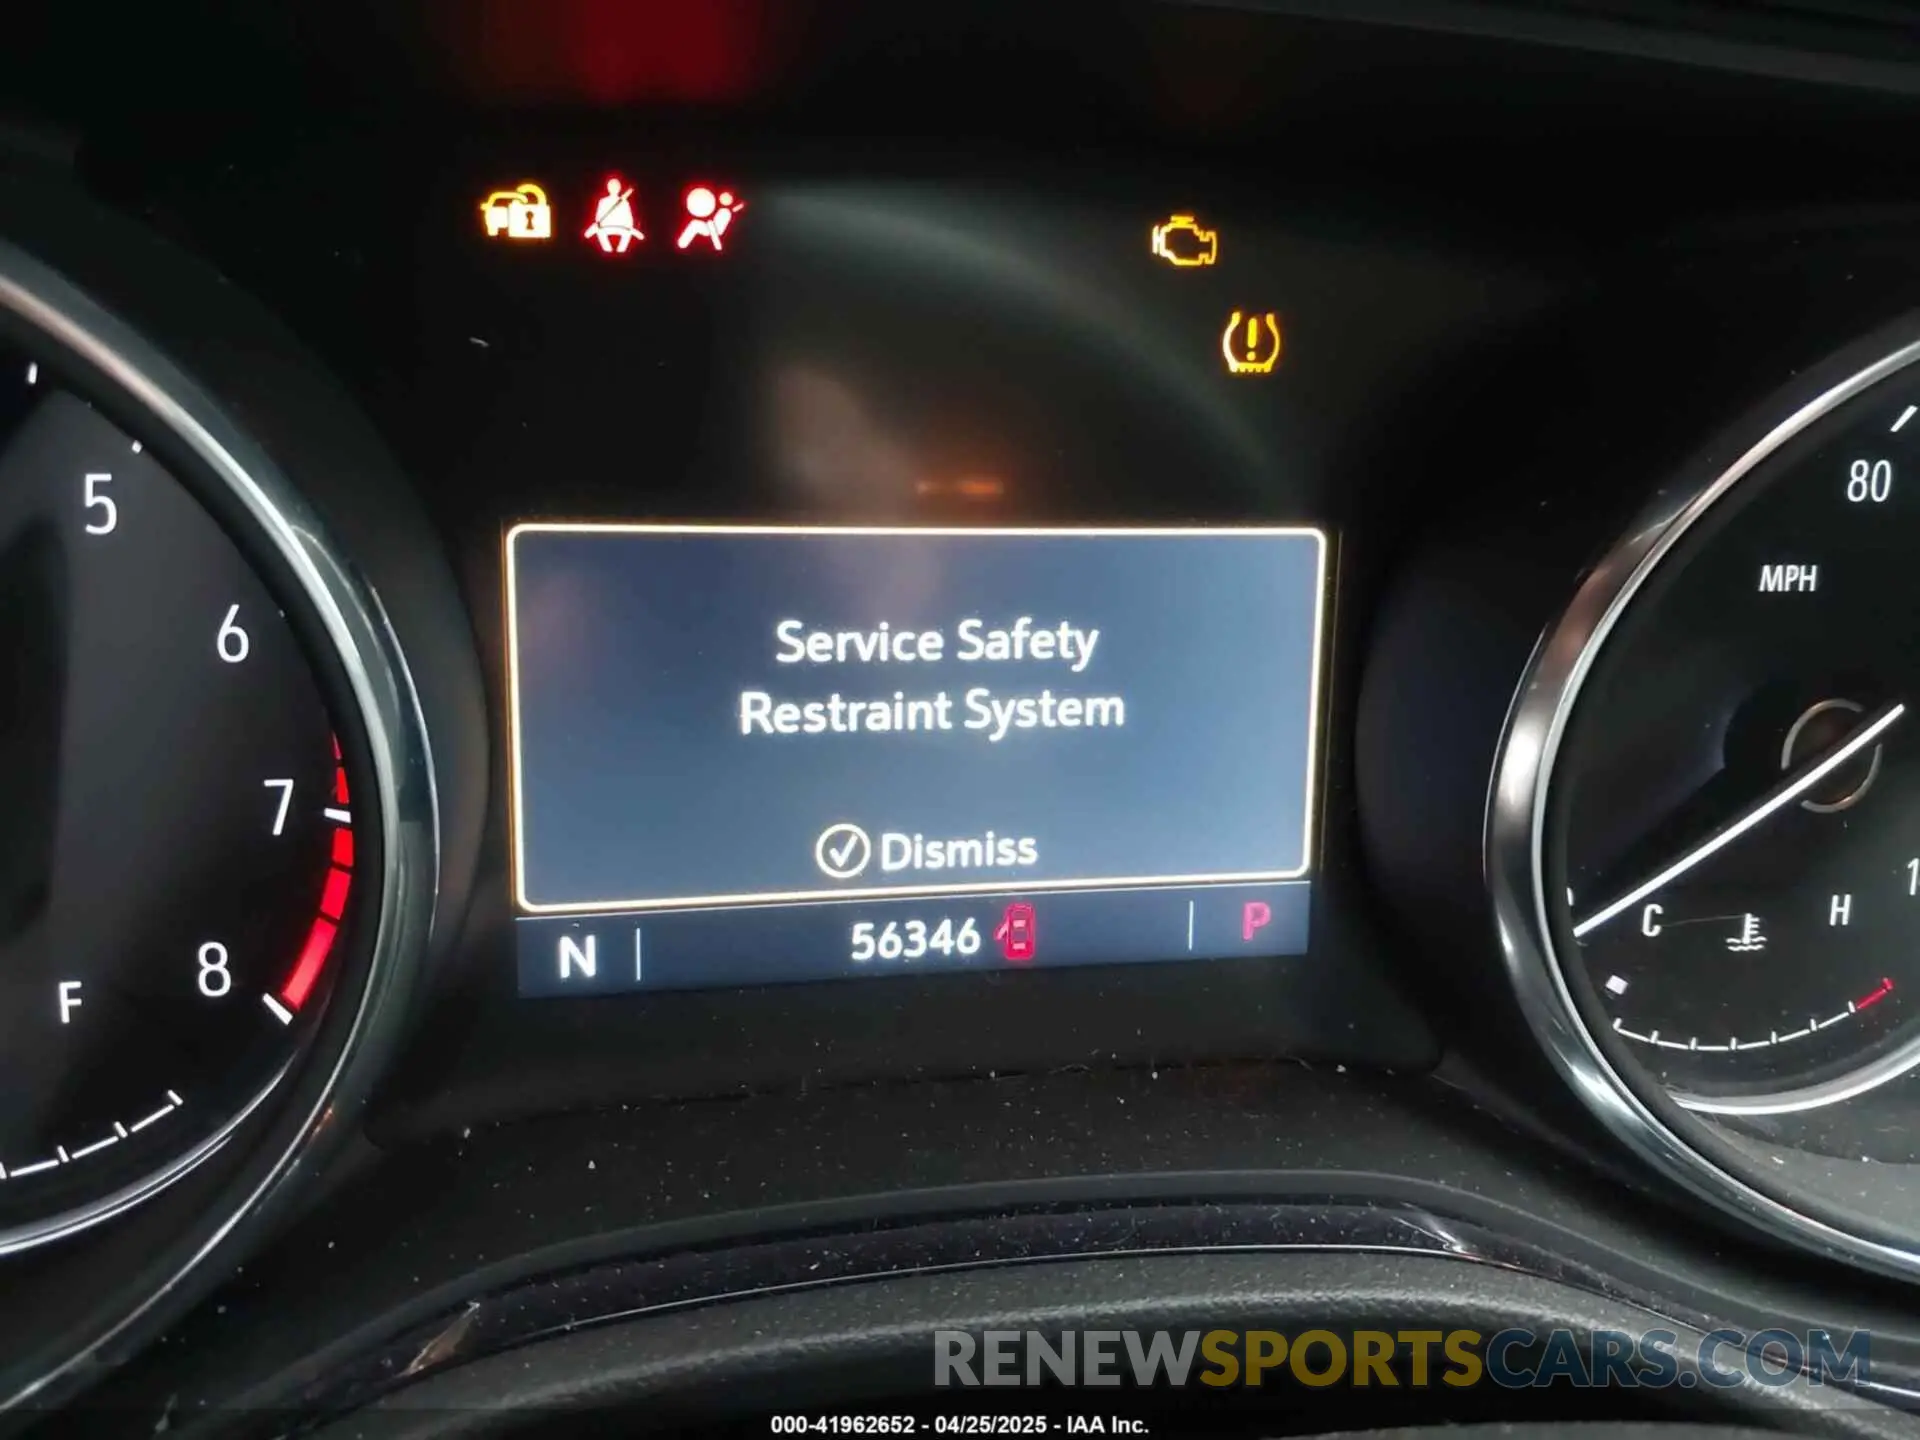 5
80
MPH
6
Service Safety
Restraint System
7
Dismiss
C
H
N
56346
P
8
F
RENEWSPORTSCARS.COM
000-41962652 - 04/25/2025 - IAA Inc.